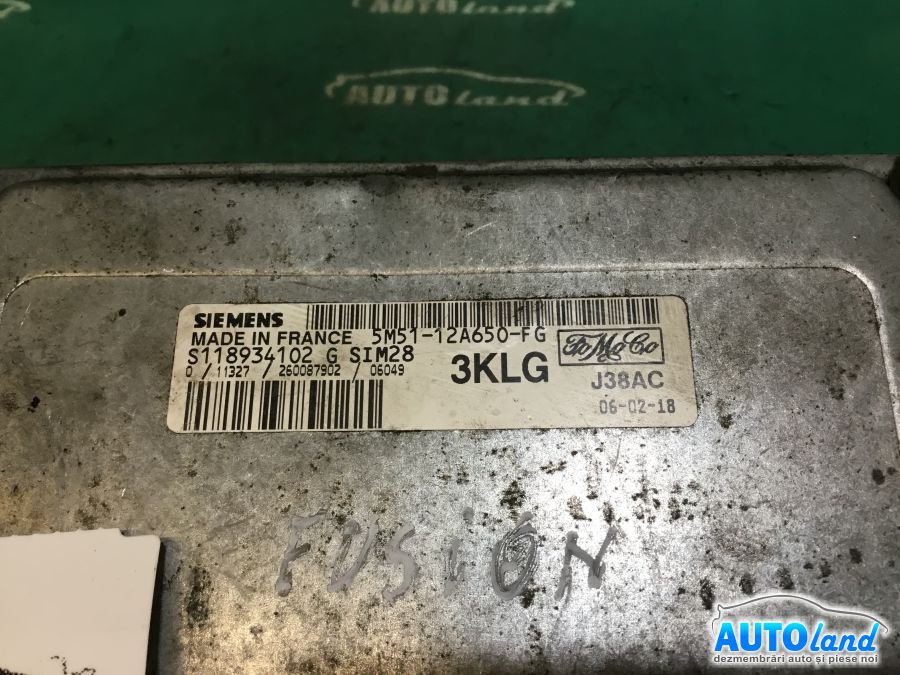 AUTOland
AUTOland
SIEMENS
MADE IN FRANCE 5M51-12A650-FG
S118934102 G SIM28
0 / 11327 / 260087902 / 06049
3KLG
FoMoCo
J38AC
06-02-18
FUSION
AUTOland
dezmembrări auto și piese noi